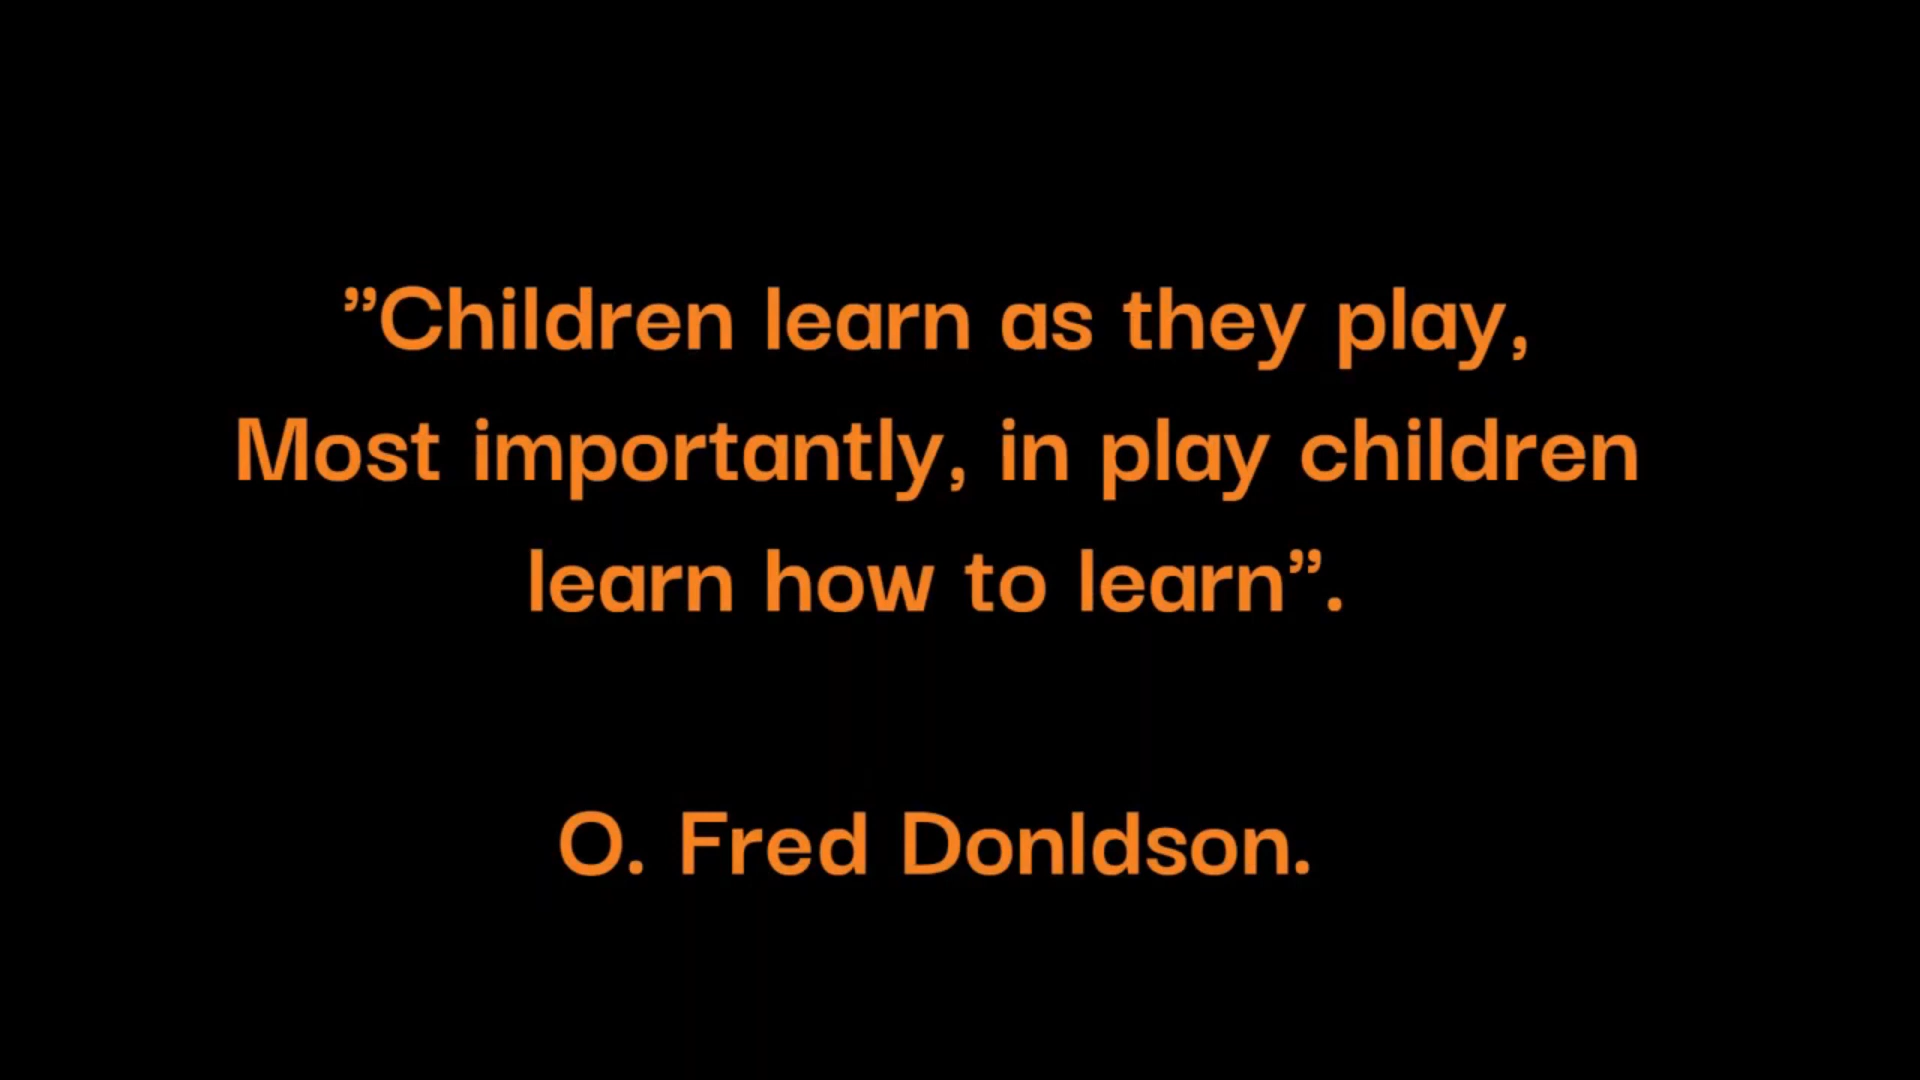 ”Children learn as they play,
Most importantly, in play children
learn how to learn”.
O. Fred Donldson.